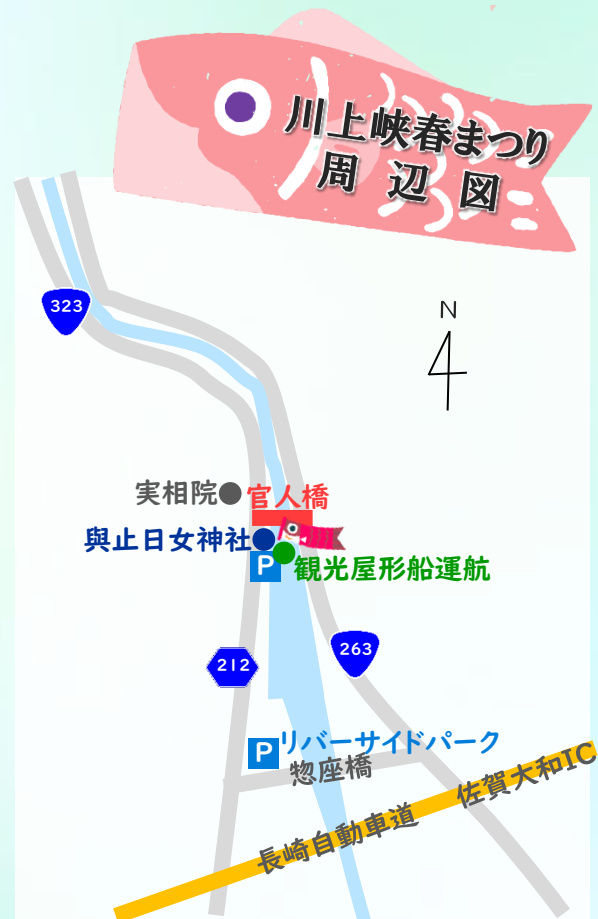 川上峡春まつり
周辺図
323
N
実相院
官人橋
與止日女神社
P
観光屋形船運航
212
263
P
リバーサイドパーク
惣座橋
佐賀大和IC
長崎自動車道